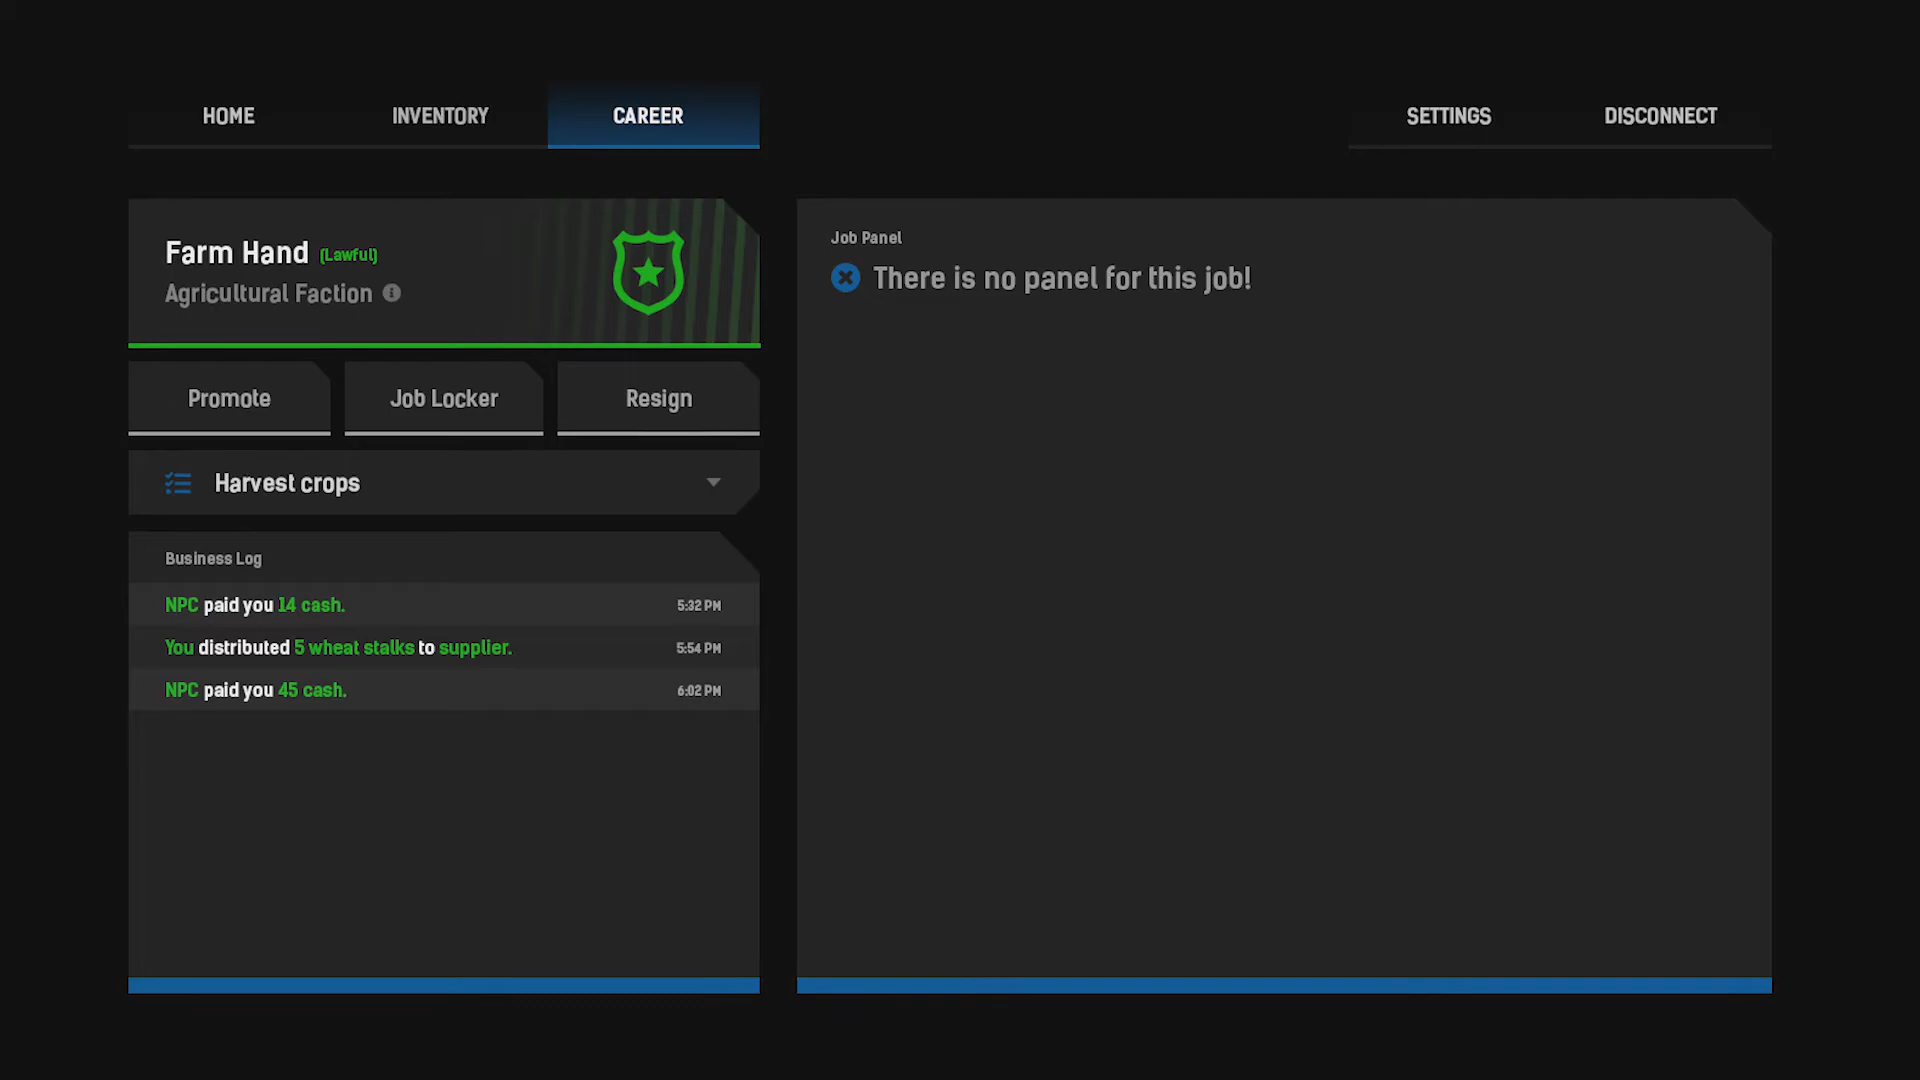 HOME INVENTORY CAREER SETTINGS DISCONNECT
Farm Hand (Lawful)
Agricultural Faction
Promote Job Locker Resign
Harvest crops
Business Log
NPC paid you 14 cash. 5:32 PM
You distributed 5 wheat stalks to supplier. 5:54 PM
NPC paid you 45 cash. 6:02 PM
Job Panel
There is no panel for this job!